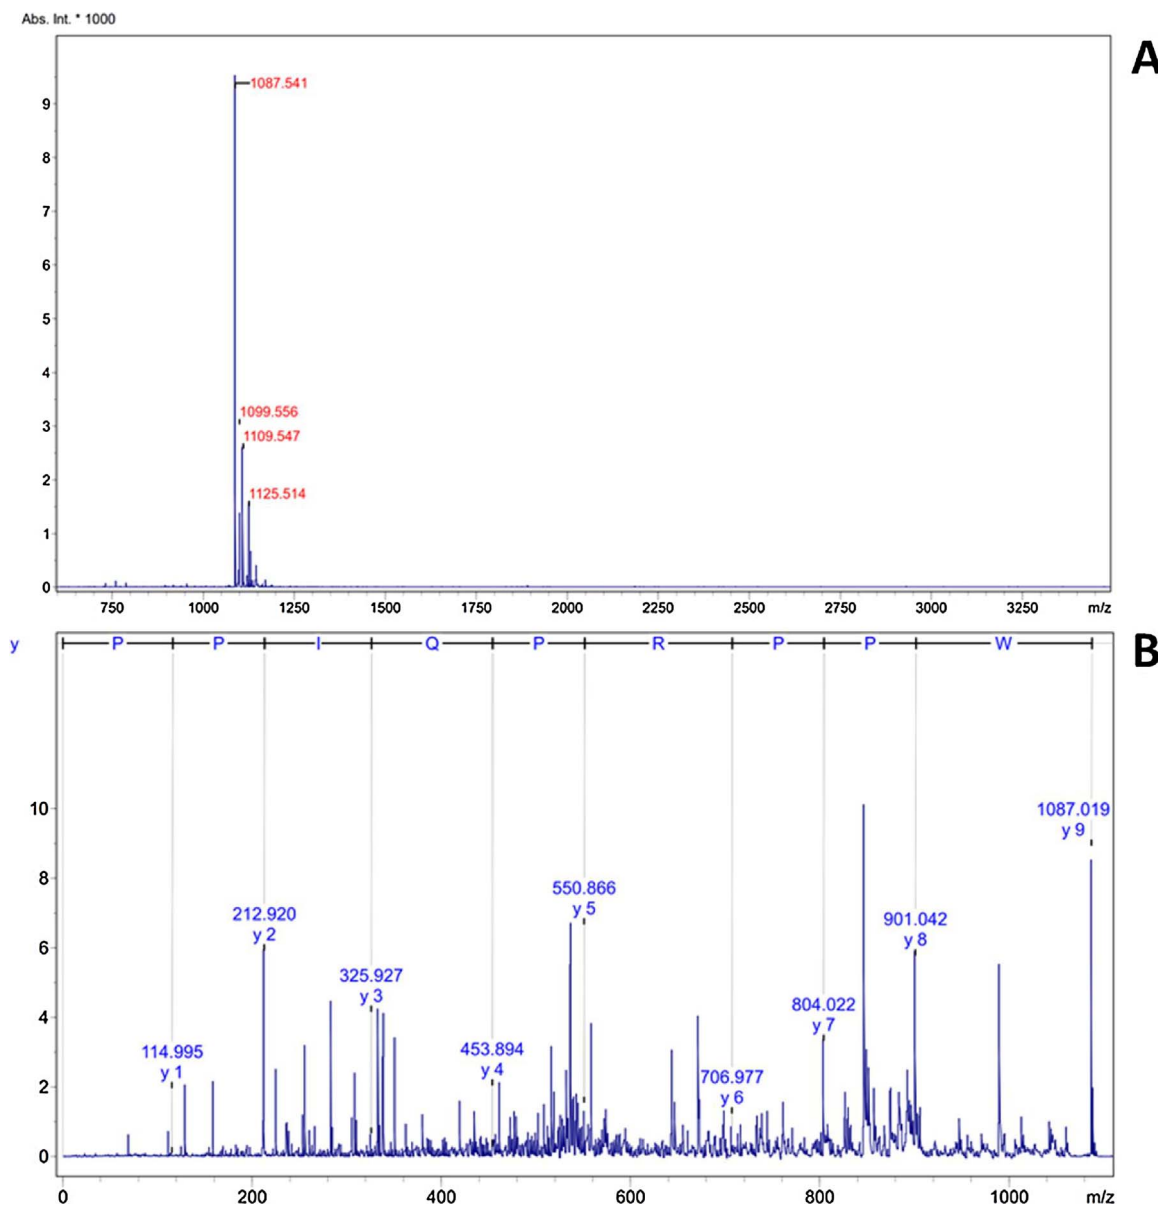 Abs. Int. * 1000
A
1087.541
9
8
7
6
5
4
1099.556
1109.547
3
2
1125.514
1
0
750 1000 1250 1500 1750 2000 2250 2500 2750 3000 3250 m/z
y P P I Q P R P P W
B
10
1087.019
y 9
8
550.866
y 5
212.920
y 2
901.042
y 8
6
325.927
y 3
804.022
y 7
4
114.995
y 1
453.894
y 4
706.977
y 6
2
0
0 200 400 600 800 1000 m/z